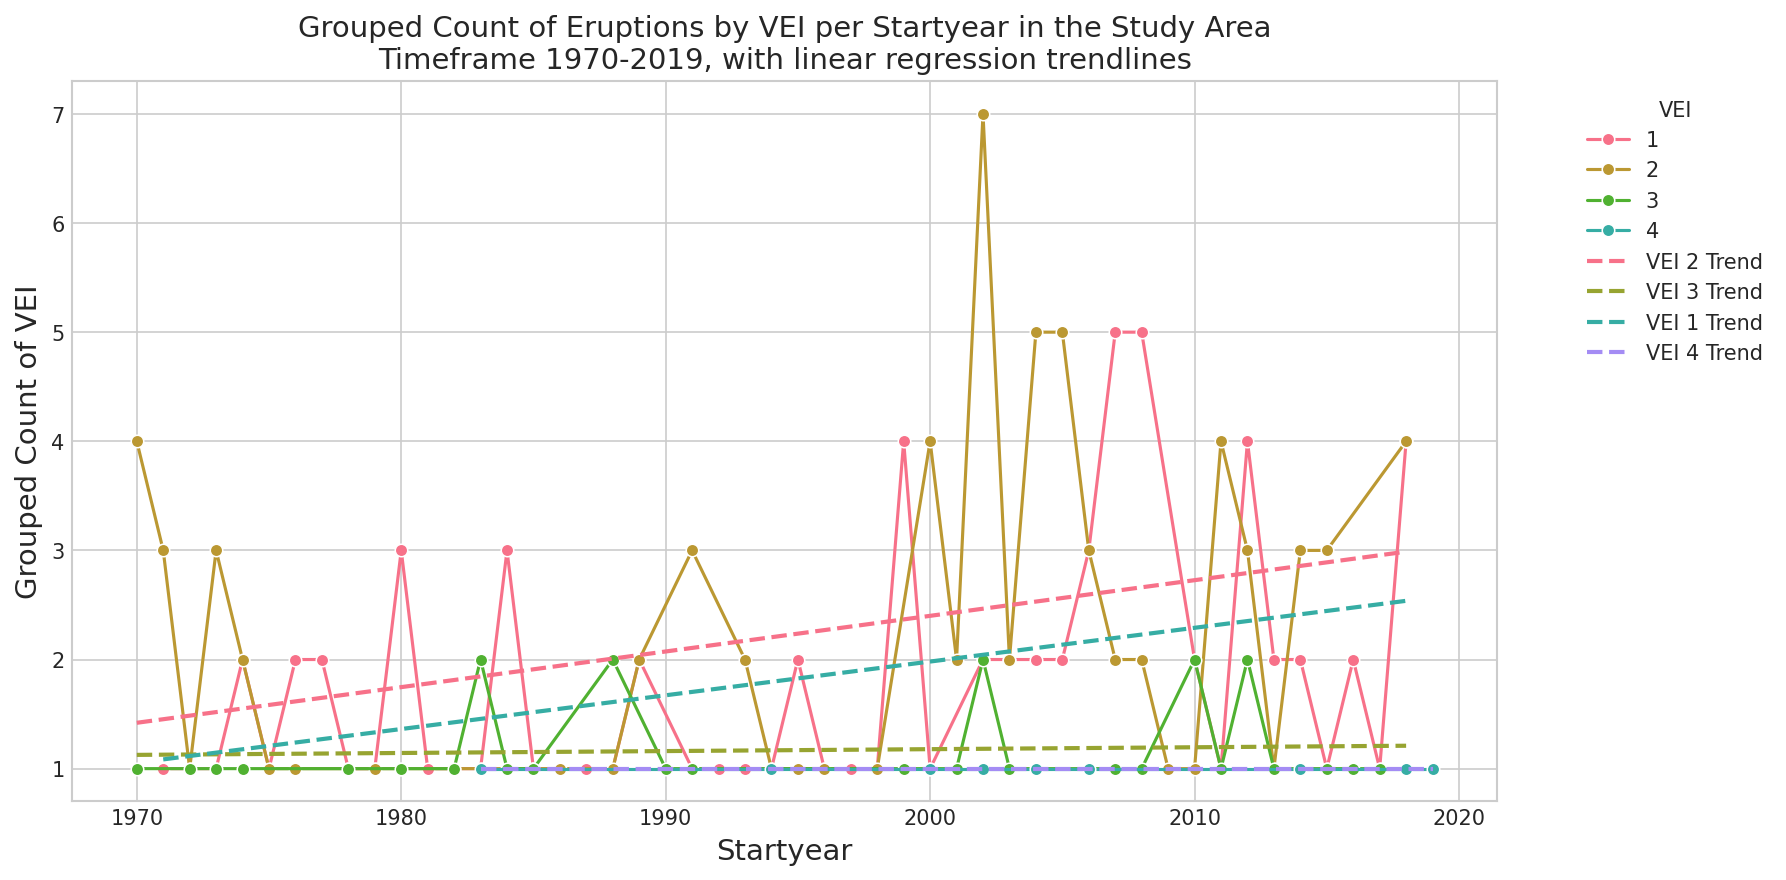 Grouped Count of Eruptions by VEI per Startyear in the Study Area
Timeframe 1970-2019, with linear regression trendlines
Grouped Count of VEI
7
6
5
4
3
2
1
1970
1980
1990
2000
2010
2020
Startyear
VEI
1
2
3
4
VEI 2 Trend
VEI 3 Trend
VEI 1 Trend
VEI 4 Trend